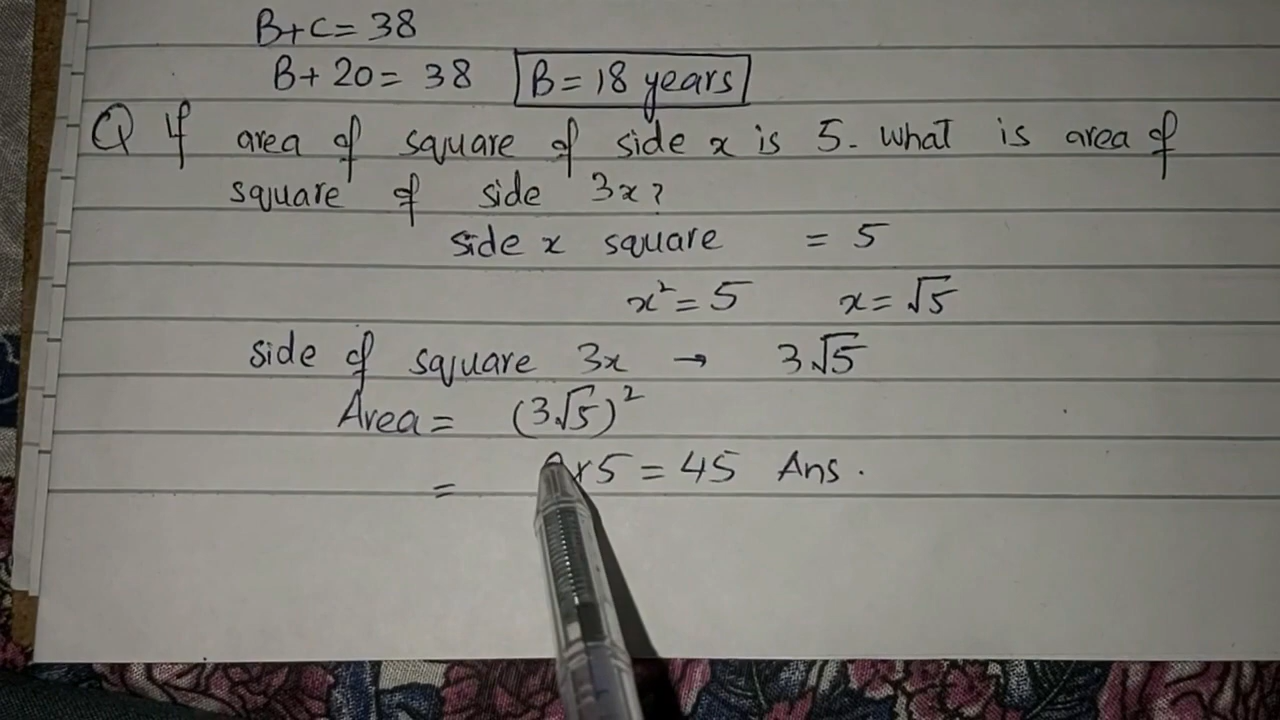 B+C=38
B+20=38 B=18 years
Q If area of square of side x is 5. what is area of
square of side 3x?
side x square = 5
x²=5 x=√5
side of square 3x → 3√5
Area= (3√5)²
= 9x5=45 Ans.